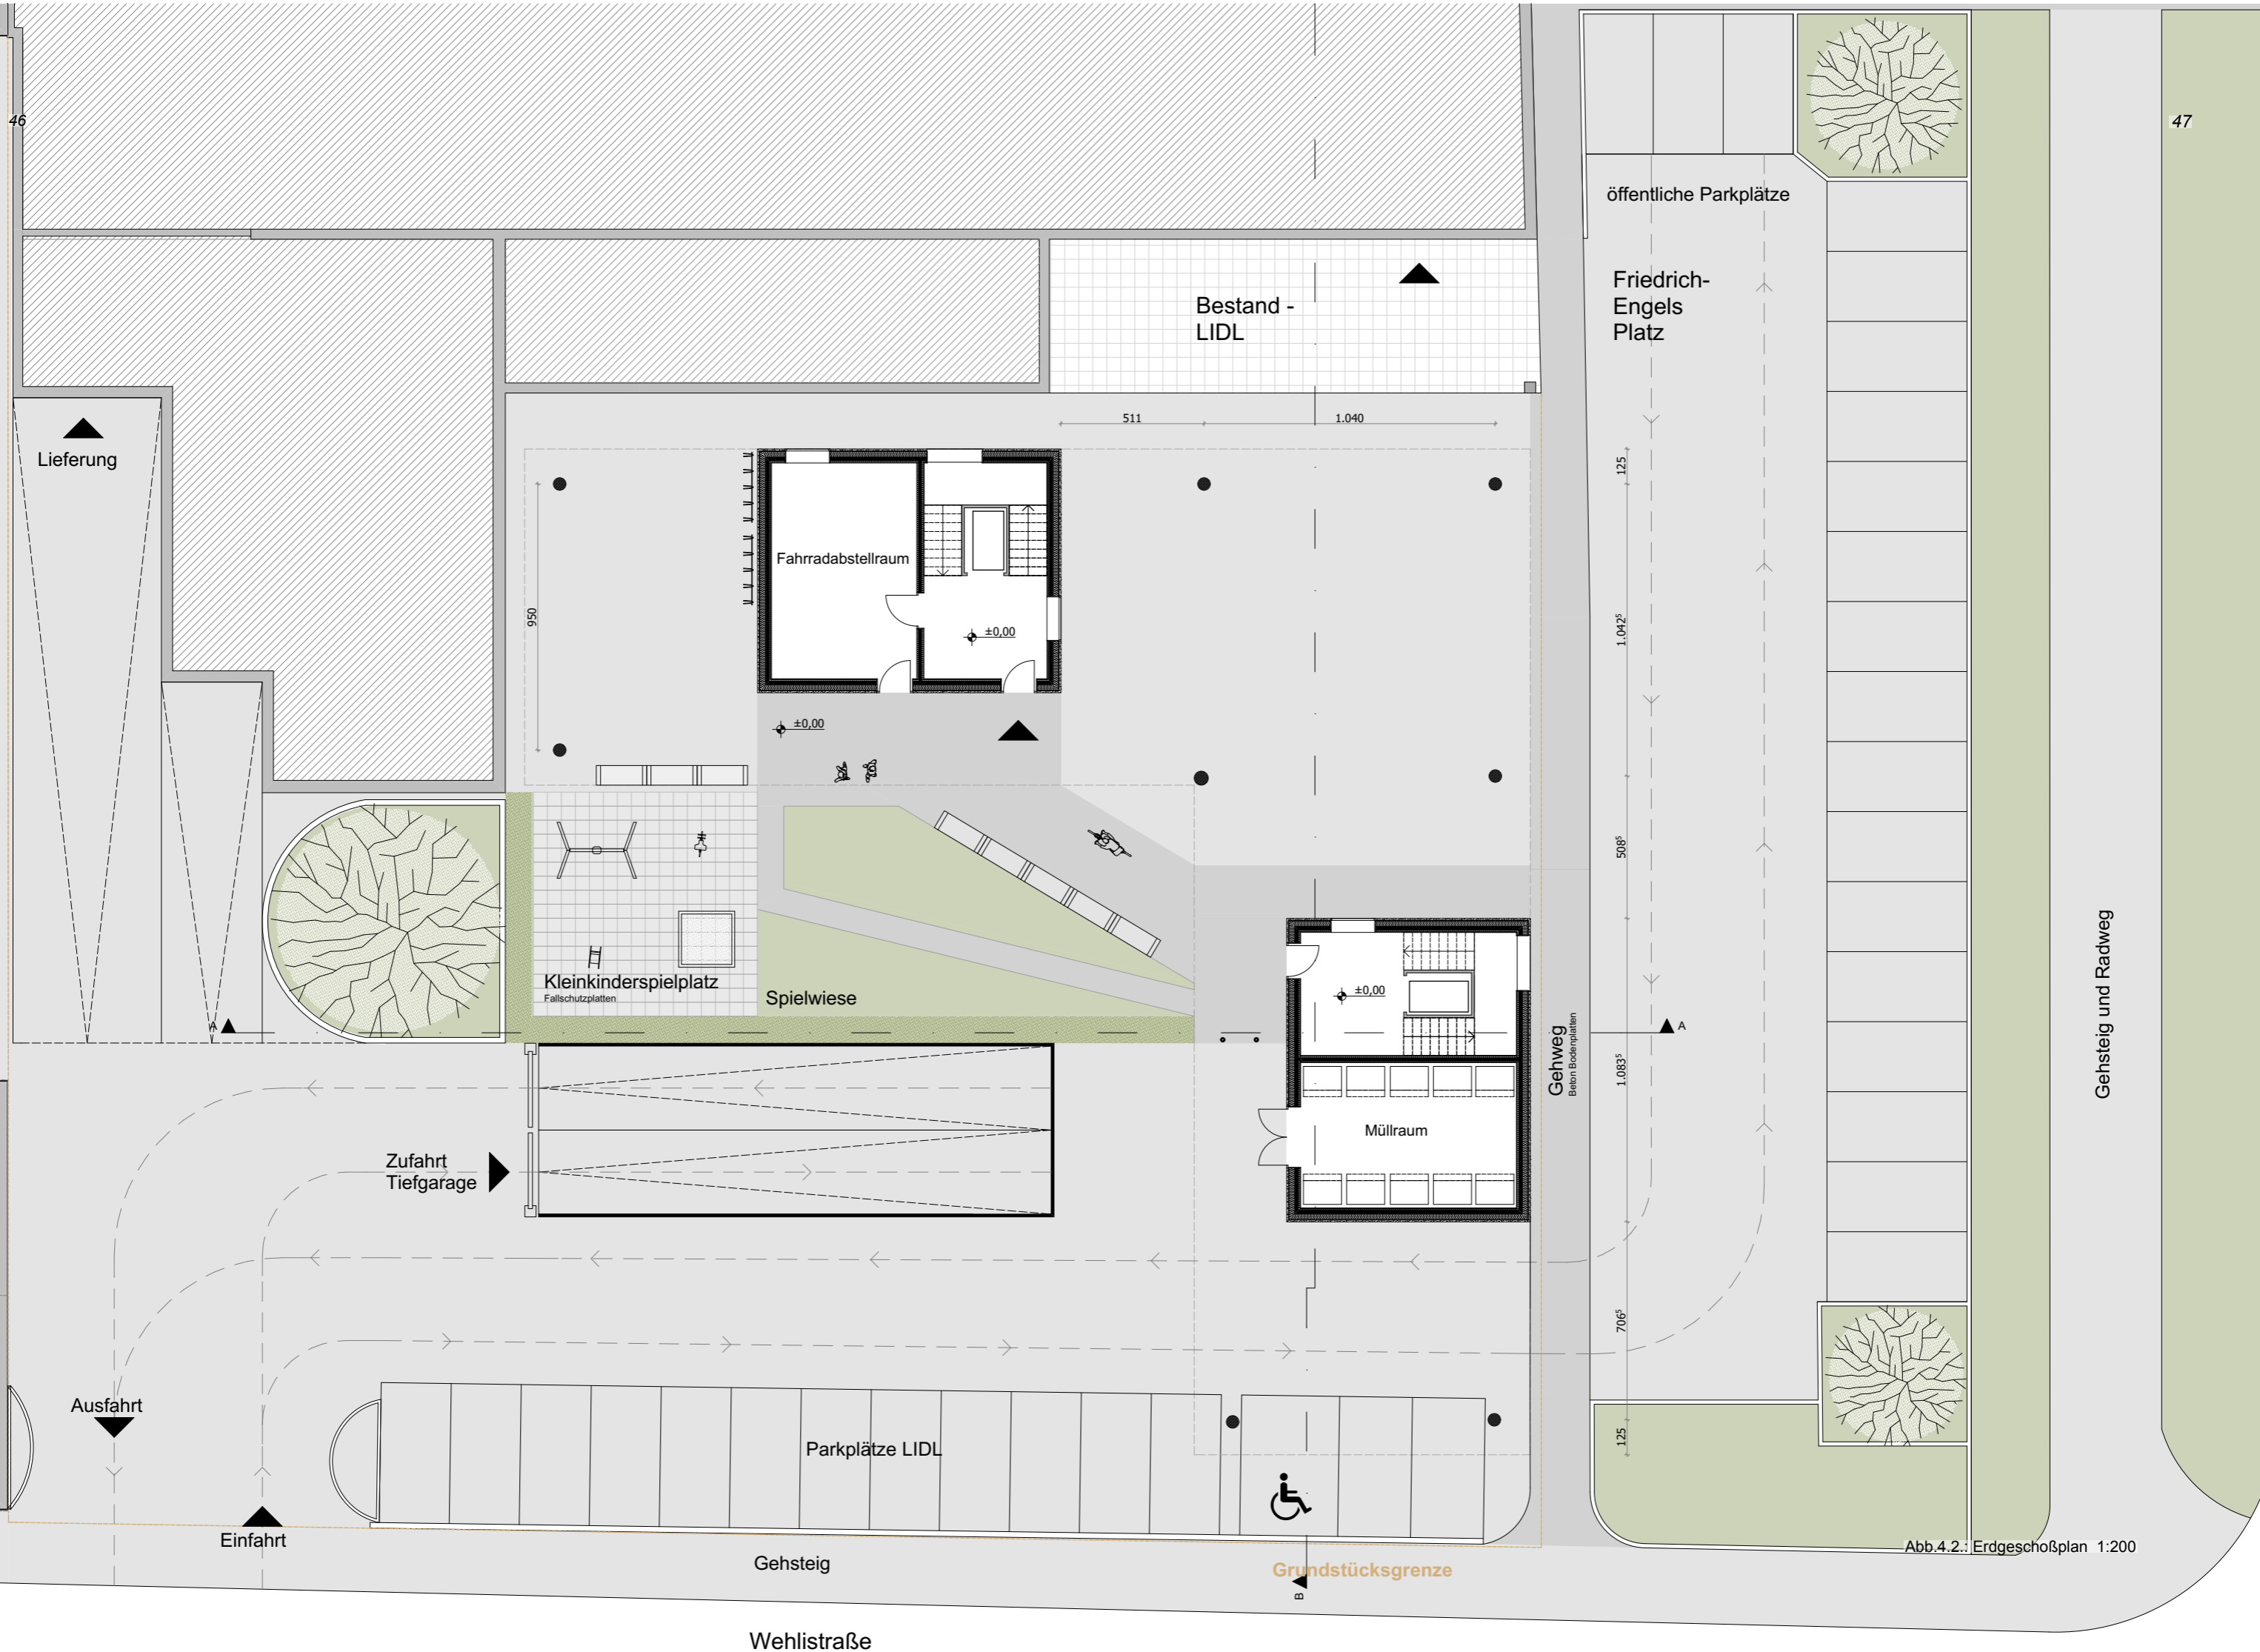 46
47
öffentliche Parkplätze
Friedrich-
Engels
Platz
Bestand -
LIDL
Lieferung
511
1.040
125
950
Fahrradabstellraum
±0,00
1.042⁵
±0,00
508⁵
Kleinkinderspielplatz
Fallschutzplatten
Spielwiese
±0,00
A
A
Gehweg
Beton Bodenplatten
1.083⁵
Gehsteig und Radweg
Müllraum
Zufahrt
Tiefgarage
706⁵
125
Ausfahrt
Parkplätze LIDL
Einfahrt
Gehsteig
Grundstücksgrenze
B
Abb.4.2.: Erdgeschoßplan 1:200
Wehlistraße